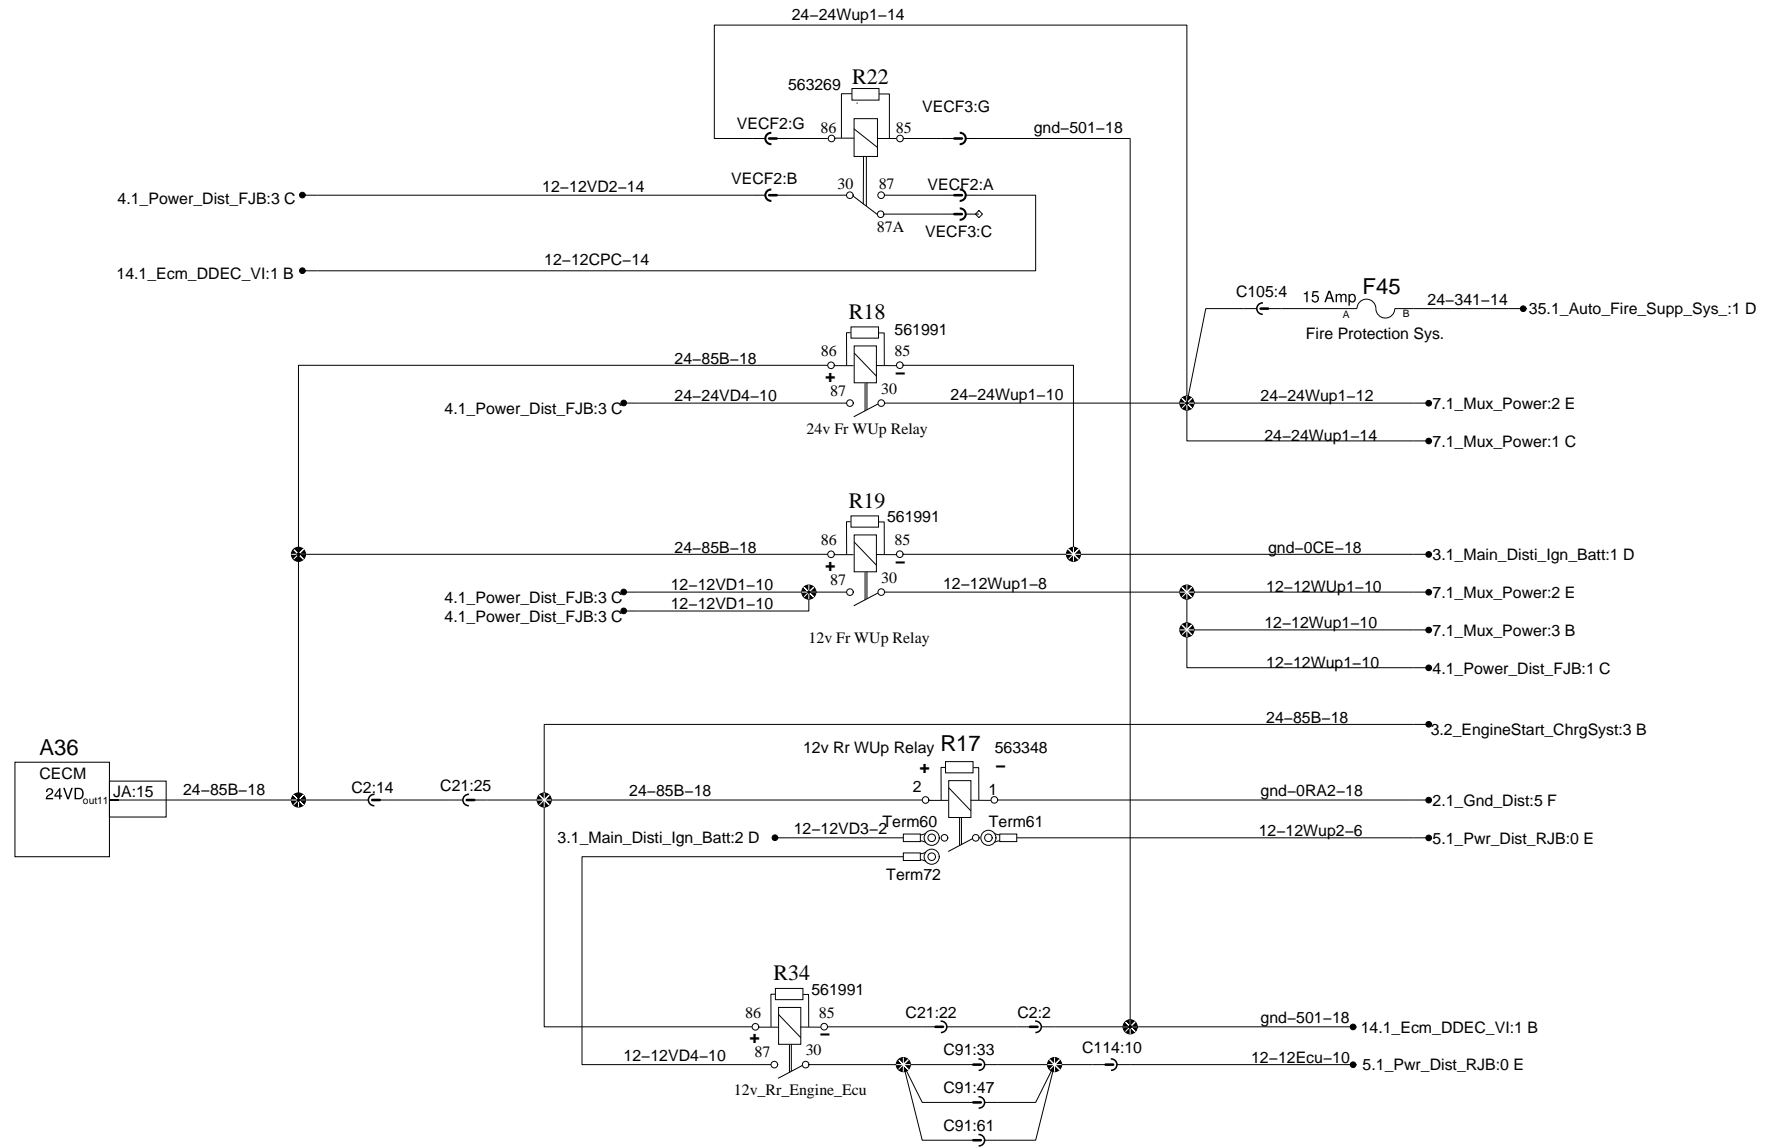 24–24Wup1–14
R22
563269
VECF3:G
VECF2:G
86
85
gnd–501–18
VECF2:B
30
87
VECF2:A
12–12VD2–14
4.1_Power_Dist_FJB:3 C
87A
VECF3:C
12–12CPC–14
14.1_Ecm_DDEC_VI:1 B
C105:4
15 Amp
F45
24–341–14
A
B
35.1_Auto_Fire_Supp_Sys_:1 D
Fire Protection Sys.
R18
561991
24–85B–18
86
85
+
–
87
30
4.1_Power_Dist_FJB:3 C
24–24VD4–10
24–24Wup1–10
24–24Wup1–12
7.1_Mux_Power:2 E
24v Fr WUp Relay
24–24Wup1–14
7.1_Mux_Power:1 C
R19
561991
24–85B–18
86
85
+
–
gnd–0CE–18
3.1_Main_Disti_Ign_Batt:1 D
4.1_Power_Dist_FJB:3 C
12–12VD1–10
87
30
12–12Wup1–8
12–12WUp1–10
7.1_Mux_Power:2 E
4.1_Power_Dist_FJB:3 C
12–12VD1–10
12v Fr WUp Relay
12–12Wup1–10
7.1_Mux_Power:3 B
12–12Wup1–10
4.1_Power_Dist_FJB:1 C
24–85B–18
3.2_EngineStart_ChrgSyst:3 B
A36
CECM
24VD
out11
JA:15
24–85B–18
C2:14
C21:25
24–85B–18
12v Rr WUp Relay
R17
563348
+
–
2
1
gnd–0RA2–18
2.1_Gnd_Dist:5 F
3.1_Main_Disti_Ign_Batt:2 D
12–12VD3–2
Term60
Term61
12–12Wup2–6
5.1_Pwr_Dist_RJB:0 E
Term72
R34
561991
86
85
+
–
C21:22
C2:2
gnd–501–18
14.1_Ecm_DDEC_VI:1 B
12–12VD4–10
87
30
C91:33
C114:10
12–12Ecu–10
5.1_Pwr_Dist_RJB:0 E
12v_Rr_Engine_Ecu
C91:47
C91:61